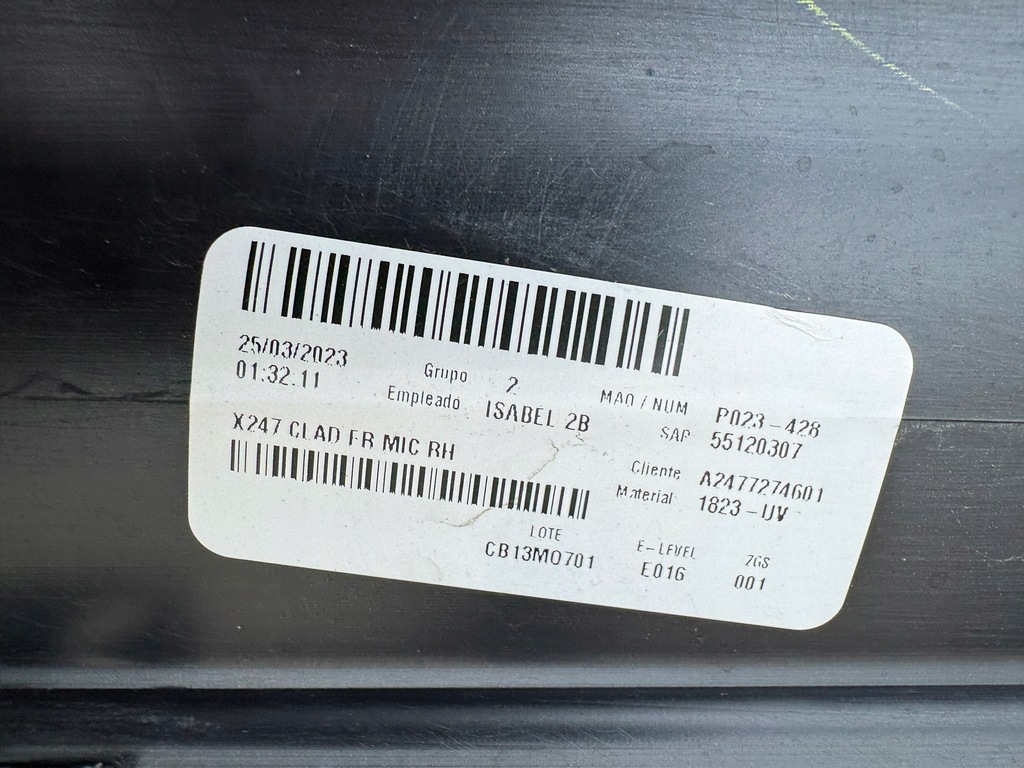 25/03/2023
01:32.11
Grupo 2
Empleado ISABEL 2B
MAQ / NUM P023-428
SAP 55120307
X247 CLAD FR MIC RH
Cliente A2477274601
Material 1823-UV
LOTE
CB13M0701
E-LEVEL
E016
ZGS
001